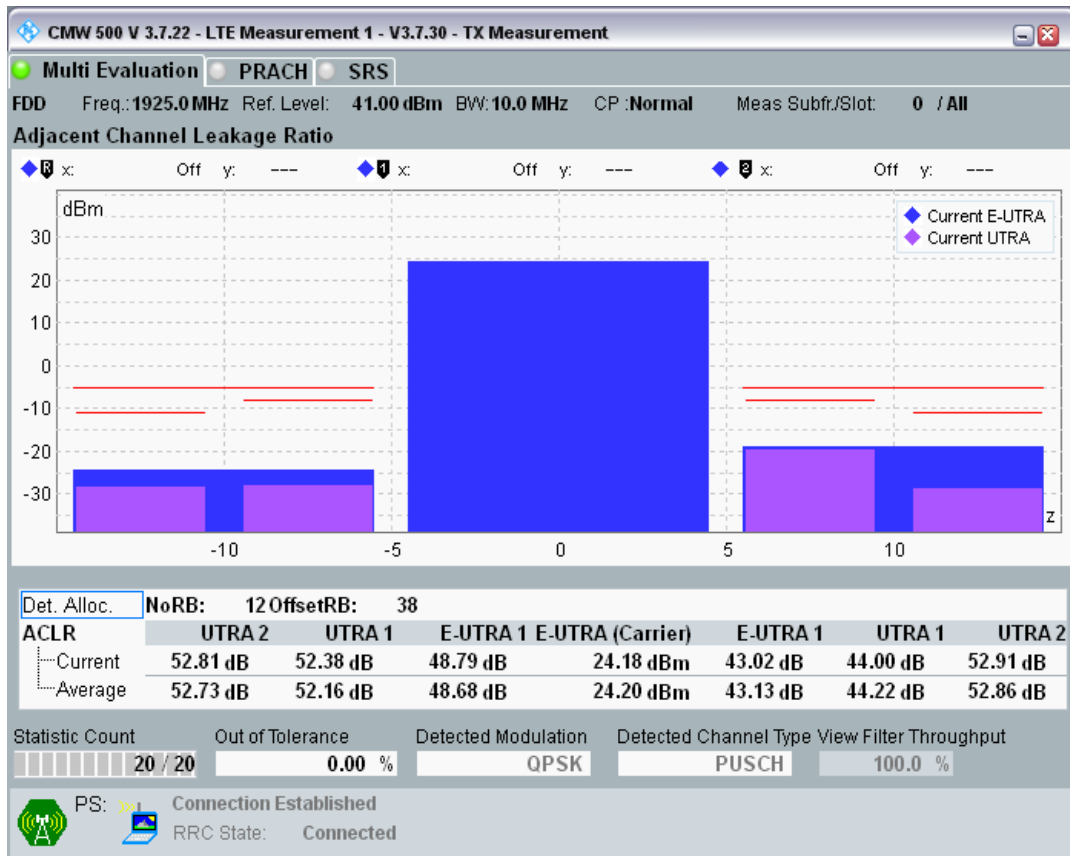 CMW 500 V 3.7.22 - LTE Measurement 1 - V3.7.30 - TX Measurement
Multi Evaluation PRACH SRS
FDD Freq.: 1925.0 MHz Ref. Level: 41.00 dBm BW: 10.0 MHz CP :Normal Meas Subfr./Slot: 0 / All
Adjacent Channel Leakage Ratio
R x: Off y: --- 1 x: Off y: --- 2 x: Off y: ---
dBm
Current E-UTRA
Current UTRA
30
20
10
0
-10
-20
-30
z
-10 -5 0 5 10
Det. Alloc. NoRB: 12 OffsetRB: 38
ACLR UTRA 2 UTRA 1 E-UTRA 1 E-UTRA (Carrier) E-UTRA 1 UTRA 1 UTRA 2
Current 52.81 dB 52.38 dB 48.79 dB 24.18 dBm 43.02 dB 44.00 dB 52.91 dB
Average 52.73 dB 52.16 dB 48.68 dB 24.20 dBm 43.13 dB 44.22 dB 52.86 dB
Statistic Count Out of Tolerance Detected Modulation Detected Channel Type View Filter Throughput
20 / 20 0.00 % QPSK PUSCH 100.0 %
PS: Connection Established
RRC State: Connected